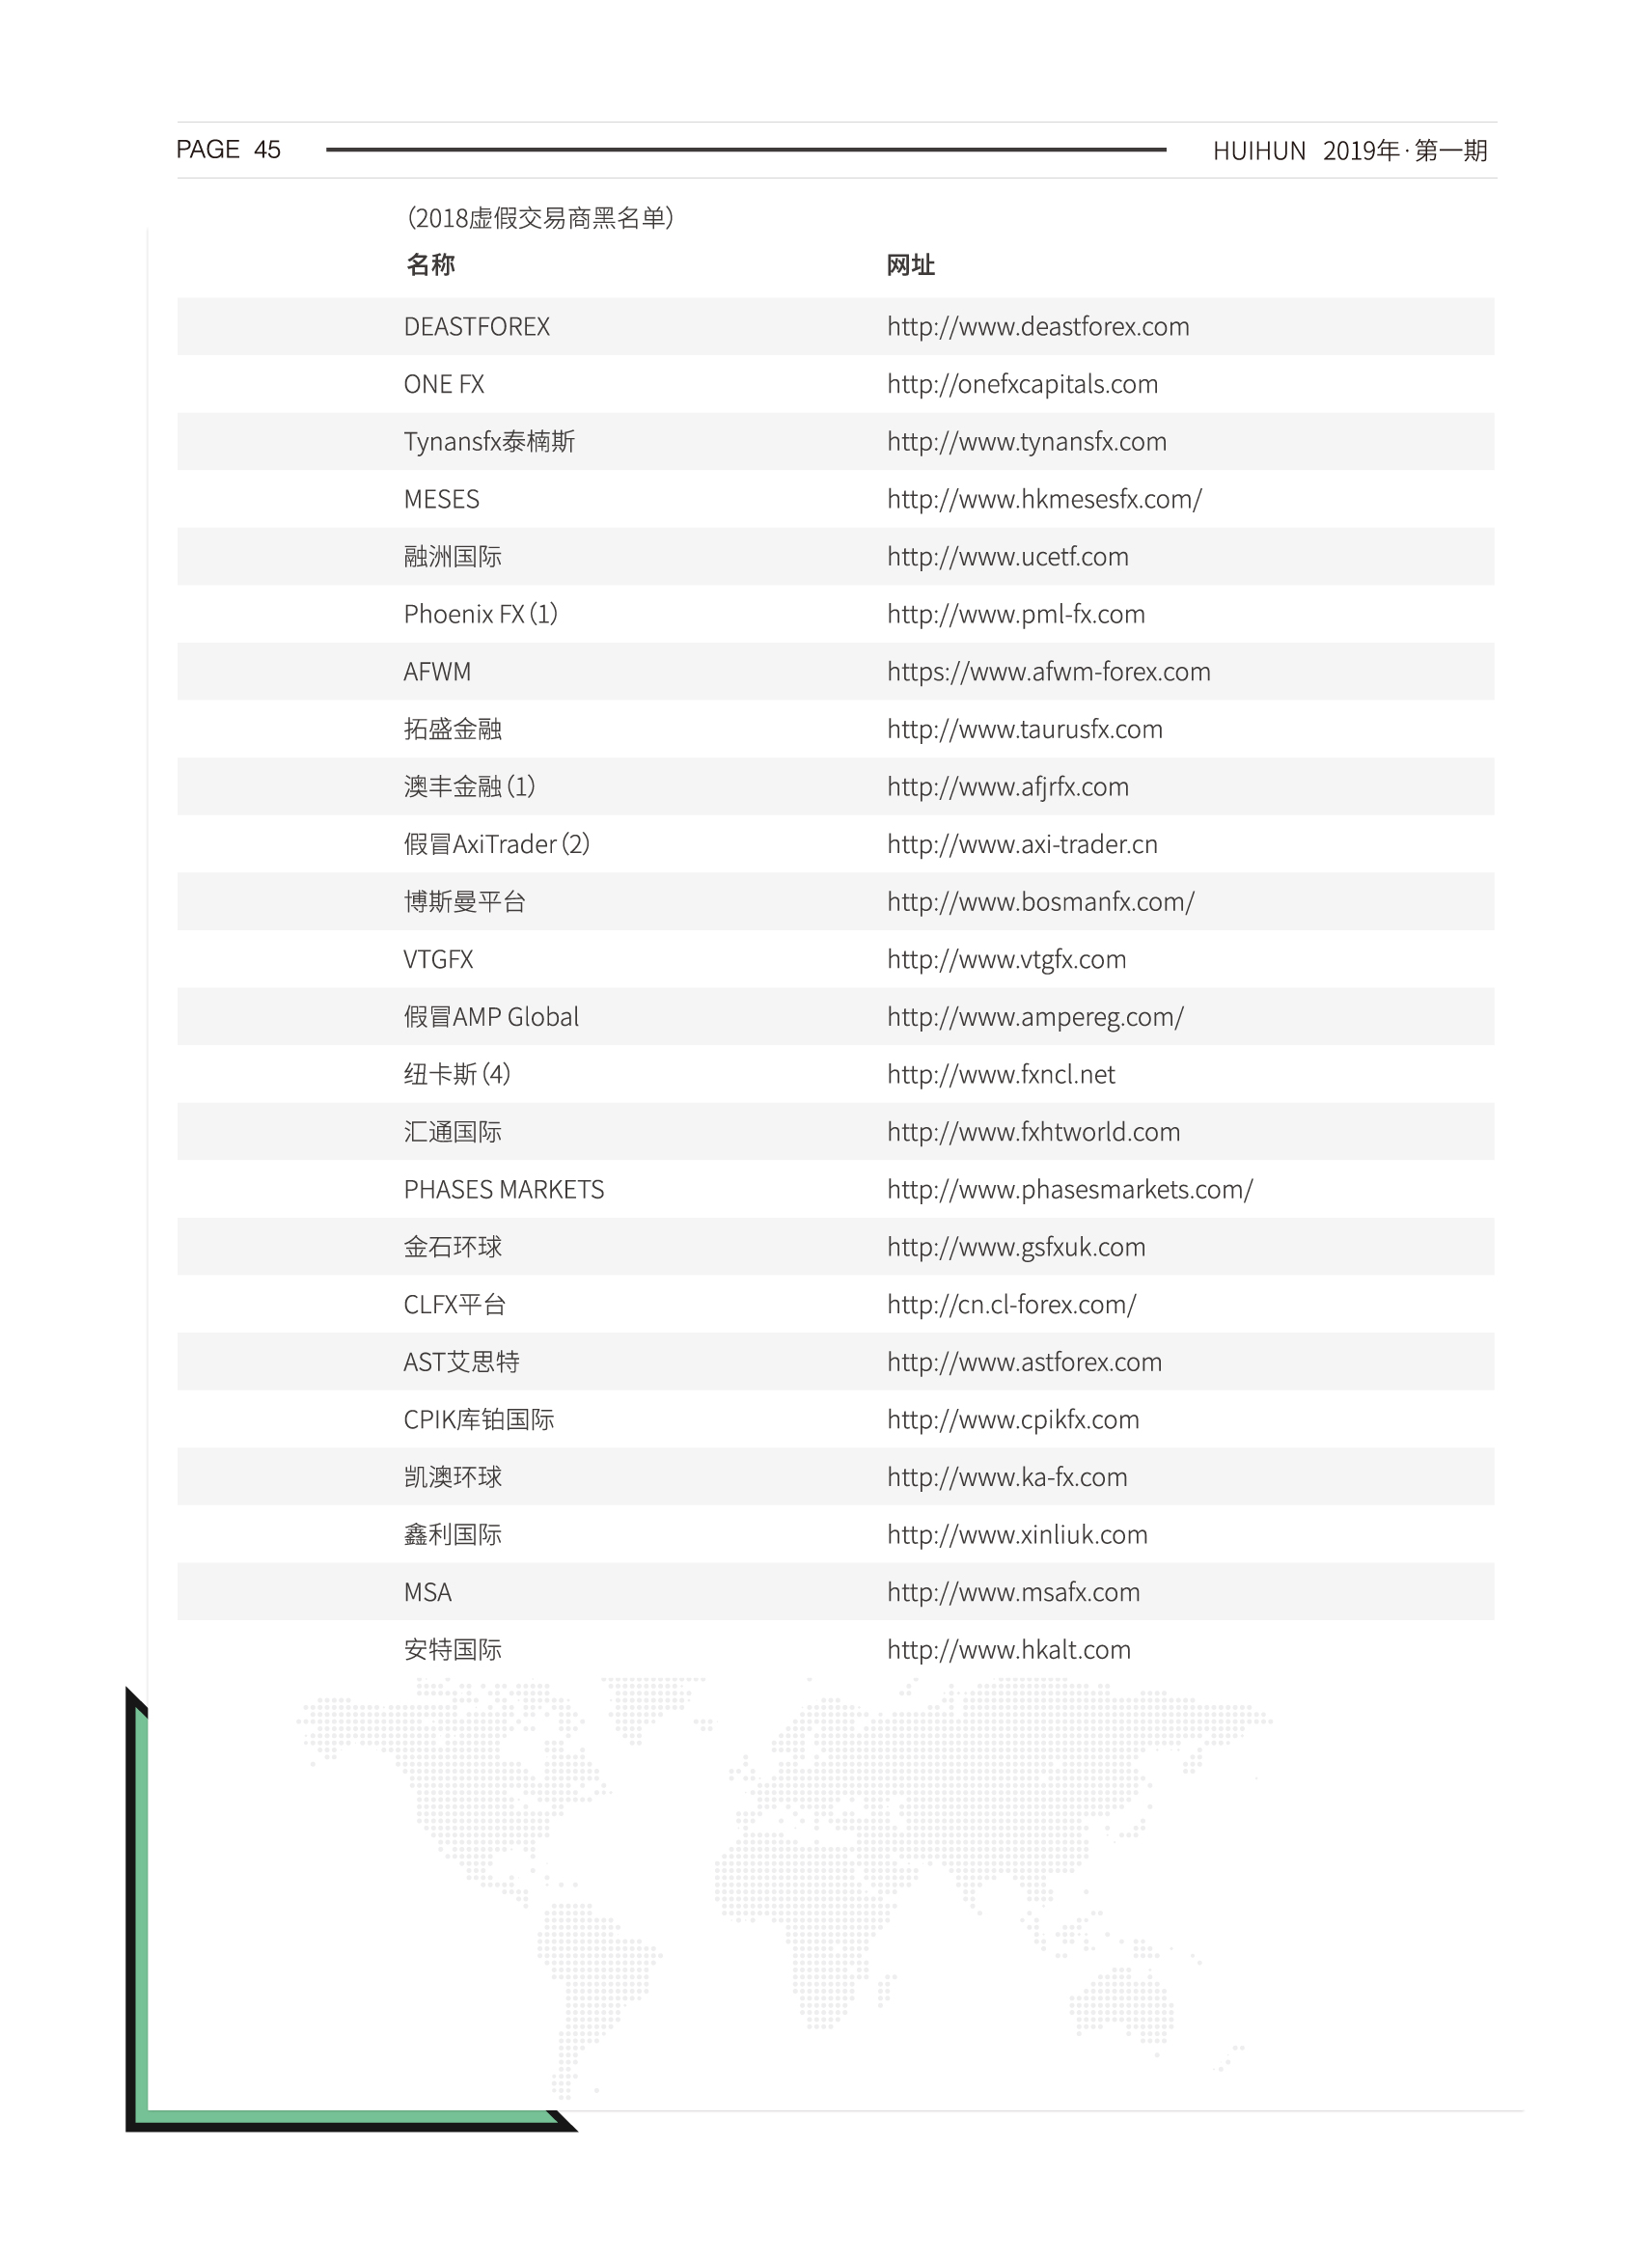 PAGE 45 HUIHUN 2019年·第一期
（2018虚假交易商黑名单）
名称 网址
DEASTFOREX http://www.deastforex.com
ONE FX http://onefxcapitals.com
Tynansfx泰楠斯 http://www.tynansfx.com
MESES http://www.hkmesesfx.com/
融洲国际 http://www.ucetf.com
Phoenix FX（1） http://www.pml-fx.com
AFWM https://www.afwm-forex.com
拓盛金融 http://www.taurusfx.com
澳丰金融（1） http://www.afjrfx.com
假冒AxiTrader（2） http://www.axi-trader.cn
博斯曼平台 http://www.bosmanfx.com/
VTGFX http://www.vtgfx.com
假冒AMP Global http://www.ampereg.com/
纽卡斯（4） http://www.fxncl.net
汇通国际 http://www.fxhtworld.com
PHASES MARKETS http://www.phasesmarkets.com/
金石环球 http://www.gsfxuk.com
CLFX平台 http://cn.cl-forex.com/
AST艾思特 http://www.astforex.com
CPIK库铂国际 http://www.cpikfx.com
凯澳环球 http://www.ka-fx.com
鑫利国际 http://www.xinliuk.com
MSA http://www.msafx.com
安特国际 http://www.hkalt.com